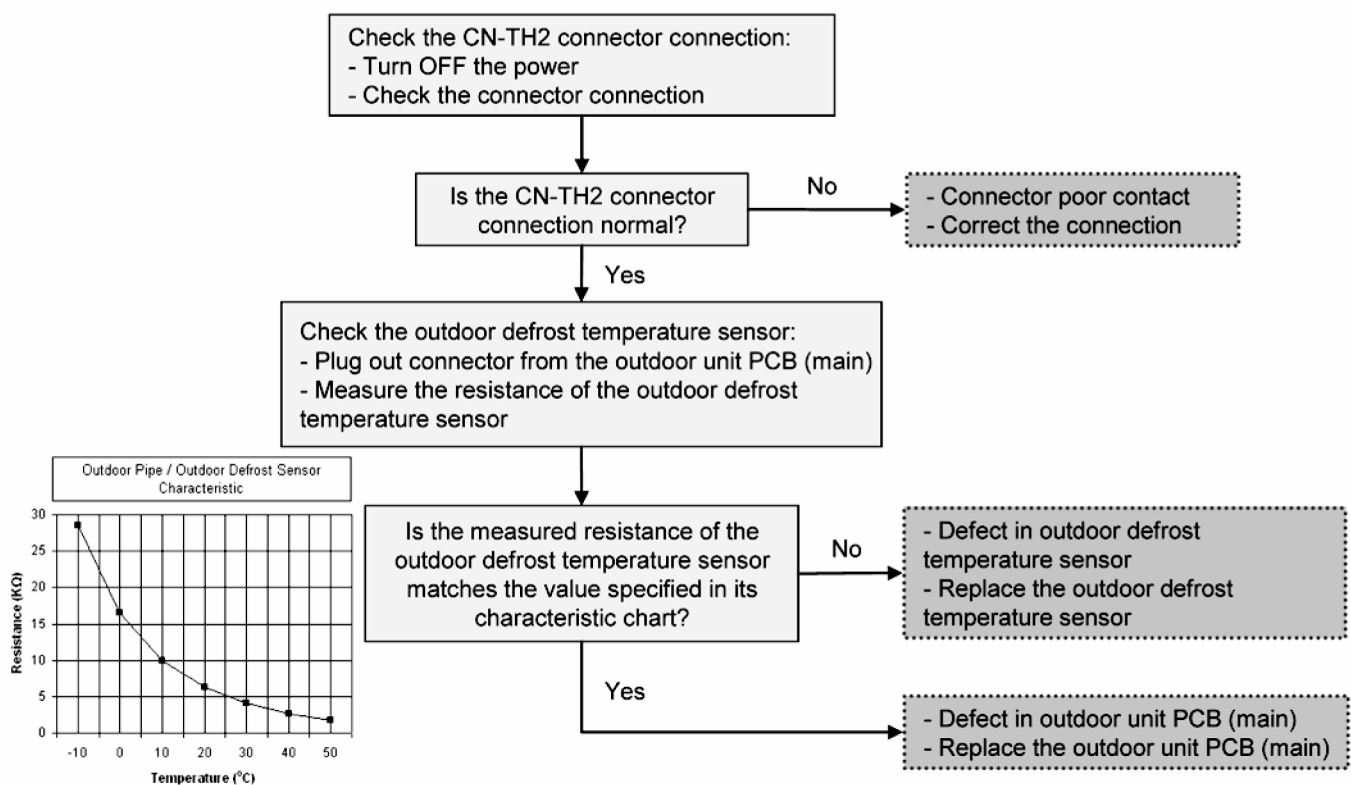 Check the CN-TH2 connector connection:
- Turn OFF the power
- Check the connector connection
Is the CN-TH2 connector
connection normal?
No
- Connector poor contact
- Correct the connection
Yes
Check the outdoor defrost temperature sensor:
- Plug out connector from the outdoor unit PCB (main)
- Measure the resistance of the outdoor defrost
temperature sensor
Outdoor Pipe / Outdoor Defrost Sensor
Characteristic
30
25
20
15
10
5
0
Resistance (KΩ)
-10 0 10 20 30 40 50
Temperature (°C)
Is the measured resistance of the
outdoor defrost temperature sensor
matches the value specified in its
characteristic chart?
No
- Defect in outdoor defrost
temperature sensor
- Replace the outdoor defrost
temperature sensor
Yes
- Defect in outdoor unit PCB (main)
- Replace the outdoor unit PCB (main)